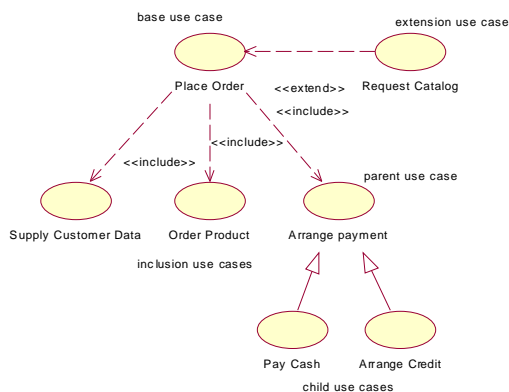 base use case
extension use case
Place Order
<<extend>>
Request Catalog
<<include>>
<<include>>
<<include>>
parent use case
Supply Customer Data
Order Product
Arrange payment
inclusion use cases
Pay Cash
Arrange Credit
child use cases